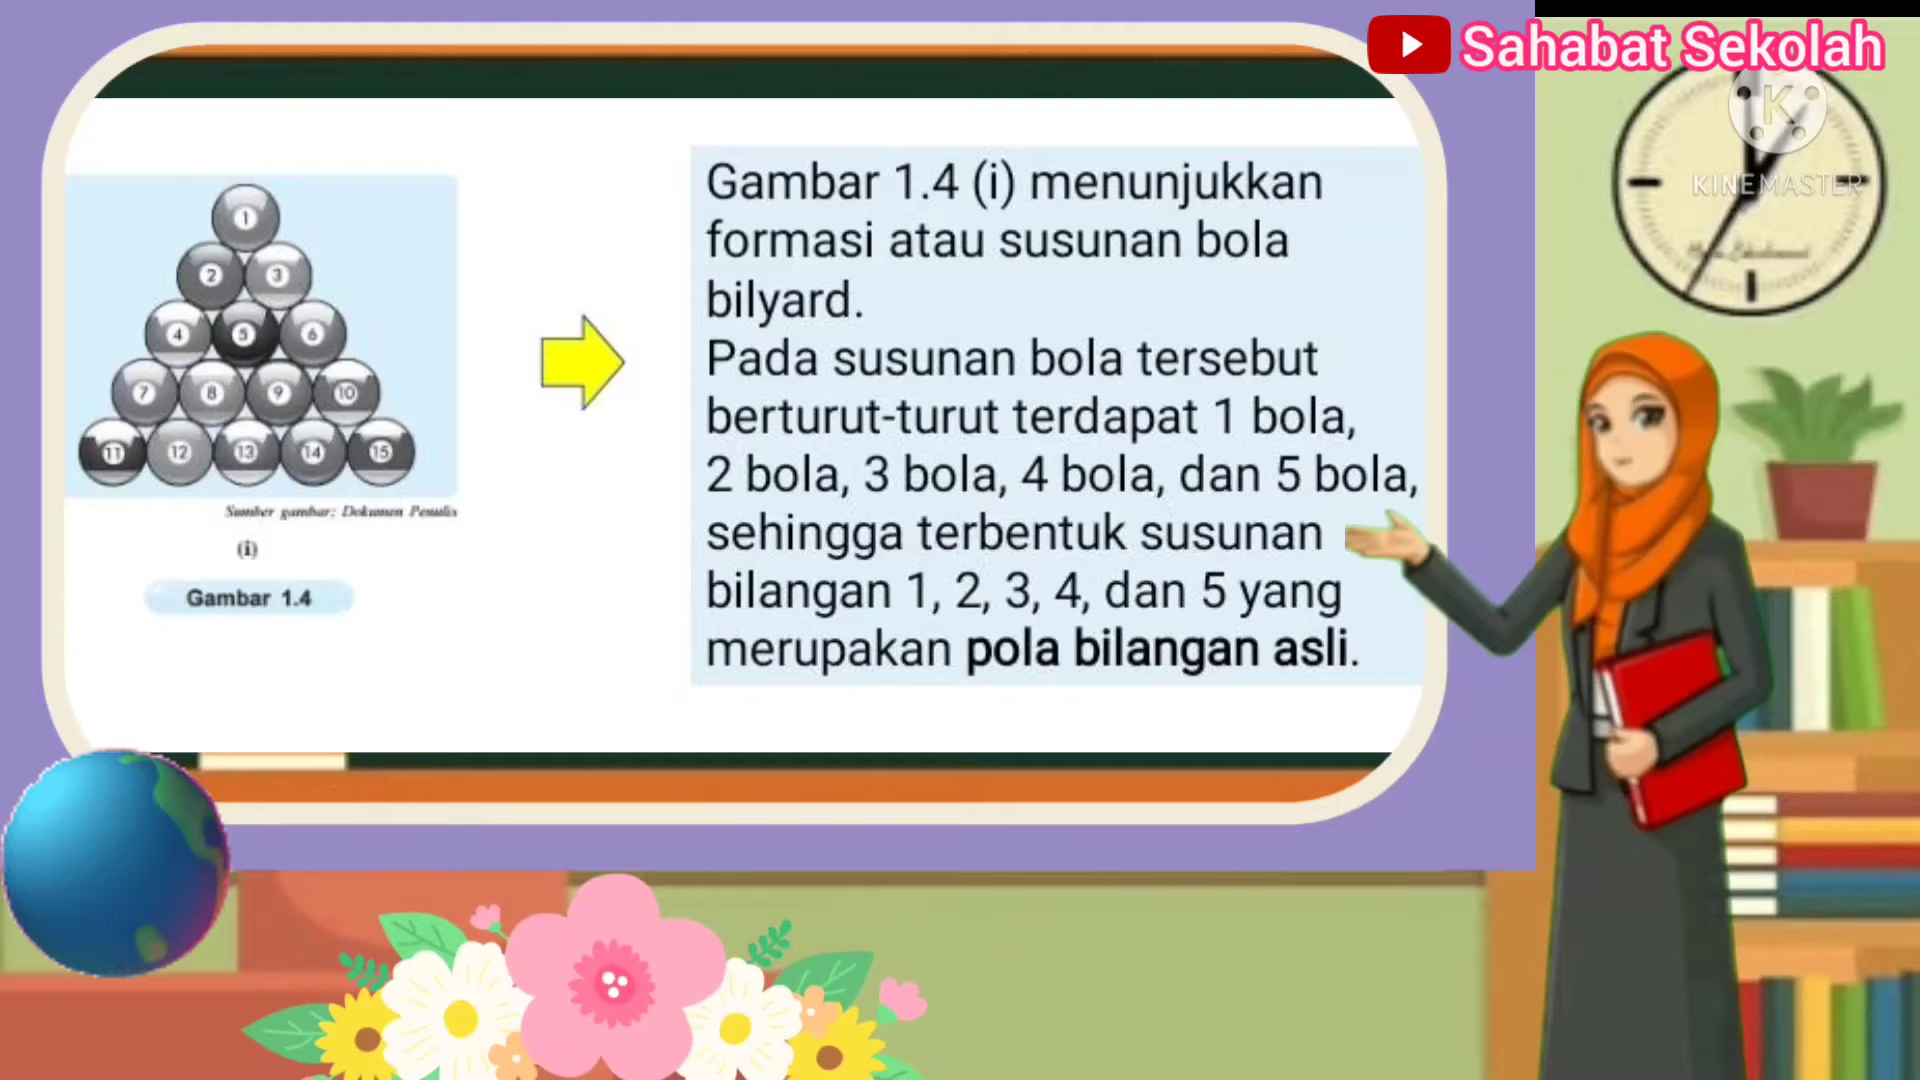 Sahabat Sekolah
KINEMASTER
1
2 3
4 5 6
7 8 9 10
11 12 13 14 15
Sumber gambar: Dokumen Penulis
(i)
Gambar 1.4
Gambar 1.4 (i) menunjukkan
formasi atau susunan bola
bilyard.
Pada susunan bola tersebut
berturut-turut terdapat 1 bola,
2 bola, 3 bola, 4 bola, dan 5 bola,
sehingga terbentuk susunan
bilangan 1, 2, 3, 4, dan 5 yang
merupakan pola bilangan asli.